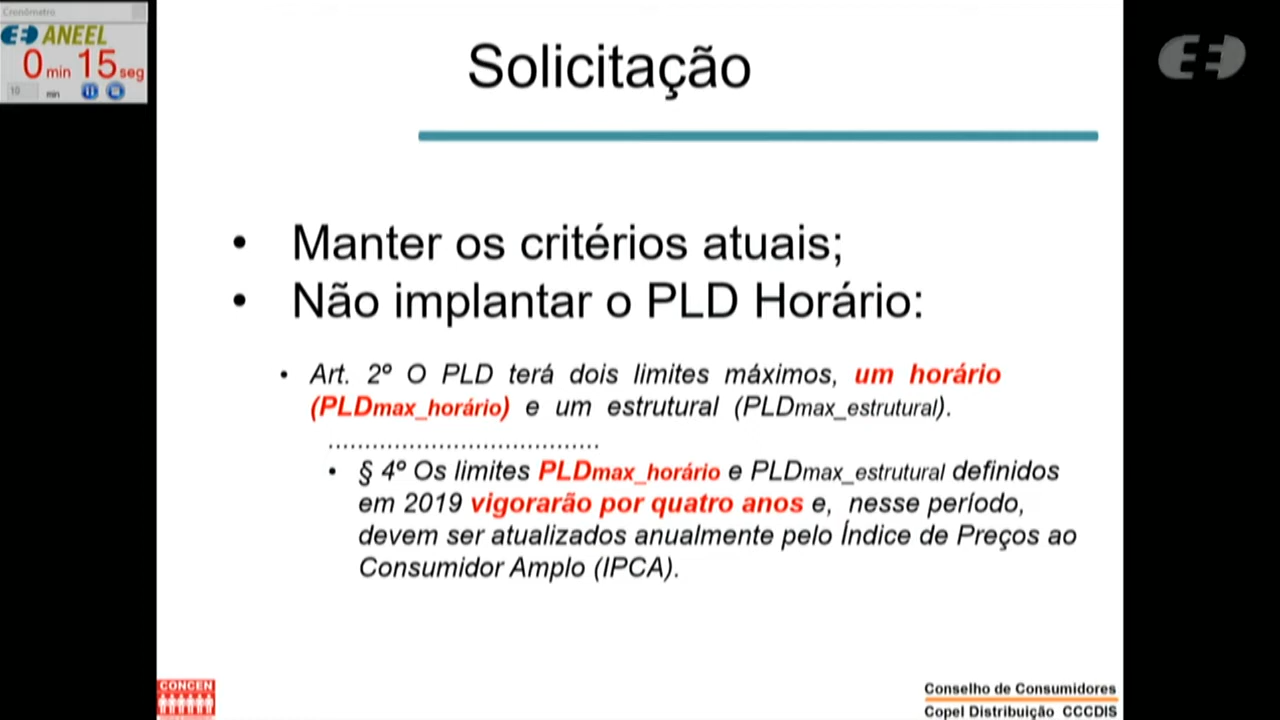 Cronômetro
ANEEL
0 min 15 seg
10 min
Solicitação
• Manter os critérios atuais;
• Não implantar o PLD Horário:
• Art. 2º O PLD terá dois limites máximos, um horário
(PLDmax_horário) e um estrutural (PLDmax_estrutural).
....................................
• § 4º Os limites PLDmax_horário e PLDmax_estrutural definidos
em 2019 vigorarão por quatro anos e, nesse período,
devem ser atualizados anualmente pelo Índice de Preços ao
Consumidor Amplo (IPCA).
CONCEN
Conselho de Consumidores
Copel Distribuição CCCDIS